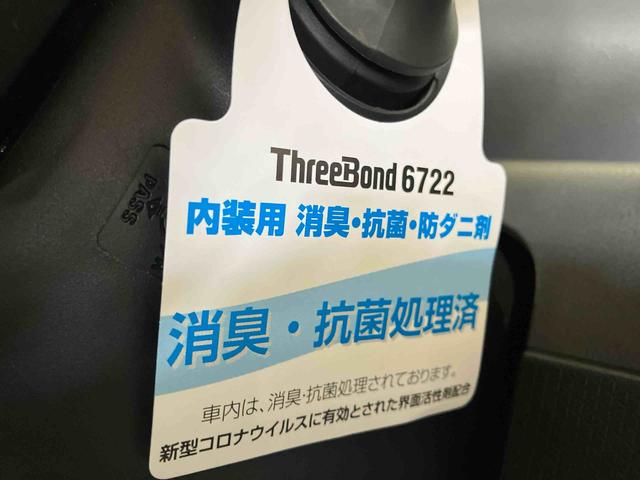 ThreeBond 6722
内装用 消臭・抗菌・防ダニ剤
消臭・抗菌処理済
車内は、消臭・抗菌処理されております。
新型コロナウイルスに有効とされた界面活性剤配合
PASS